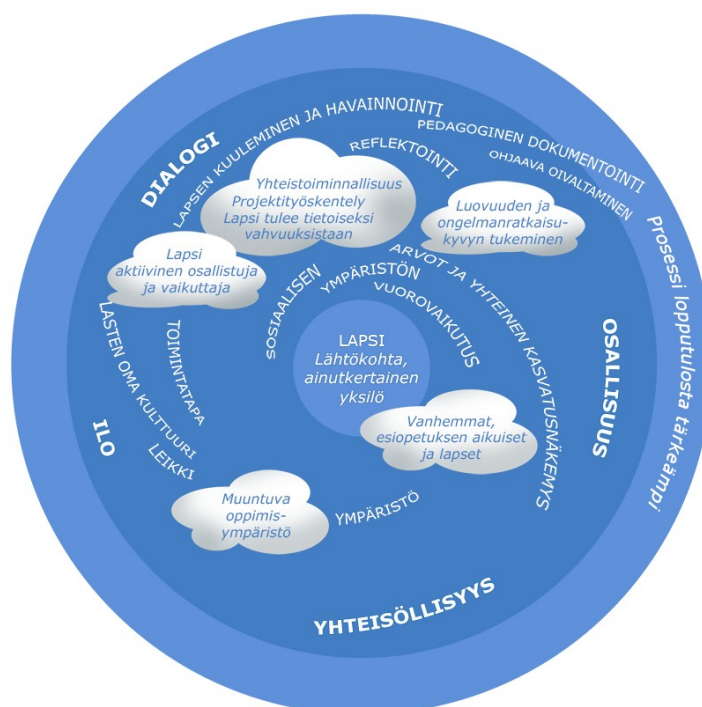 DIALOGI
LAPSEN KUULEMINEN JA HAVAINNOINTI
PEDAGOGINEN DOKUMENTOINTI
REFLEKTOINTI
OHJAAVA OIVALTAMINEN
Prosessi lopputulosta tärkeämpi
Yhteistoiminnallisuus
Projektityöskentely
Lapsi tulee tietoiseksi
vahvuuksistaan
Luovuuden ja
ongelmanratkaisu-
kyvyn tukeminen
Lapsi
aktiivinen osallistuja
ja vaikuttaja
ARVOT JA YHTEINEN KASVATUSNÄKEMYS
SOSIAALISEN
YMPÄRISTÖN
VUOROVAIKUTUS
LASTEN OMA KULTTUURI
TOIMINTATAPA
LAPSI
Lähtökohta,
ainutkertainen
yksilö
OSALLISUUS
ILO
LEIKKI
Vanhemmat,
esiopetuksen aikuiset
ja lapset
Muuntuva
oppimis-
ympäristö
YMPÄRISTÖ
YHTEISÖLLISYYS